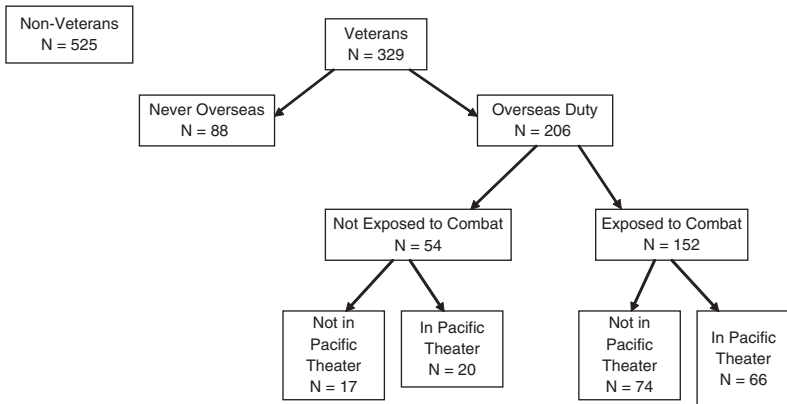 Non-Veterans
N = 525
Veterans
N = 329
Never Overseas
N = 88
Overseas Duty
N = 206
Not Exposed to Combat
N = 54
Exposed to Combat
N = 152
Not in
Pacific
Theater
N = 17
In Pacific
Theater
N = 20
Not in
Pacific
Theater
N = 74
In Pacific
Theater
N = 66